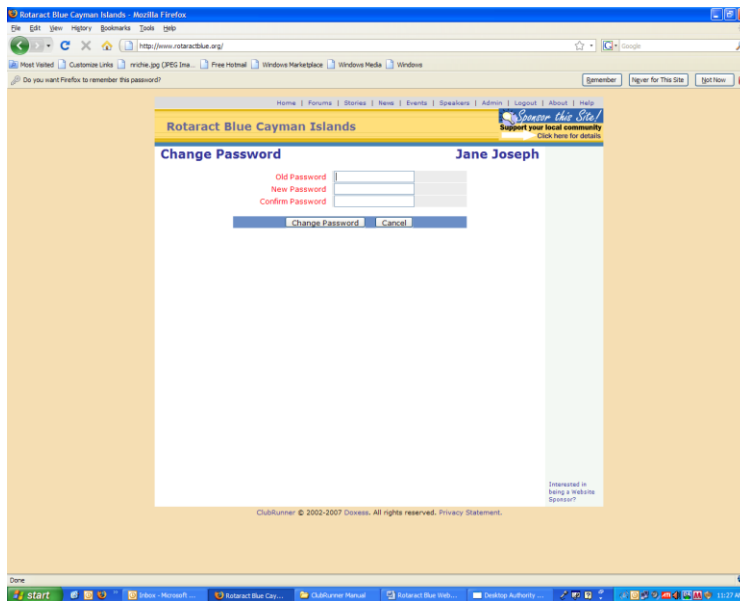 Rotaract Blue Cayman Islands - Mozilla Firefox
File Edit View History Bookmarks Tools Help
http://www.rotaractblue.org/
Google
Most Visited Customize Links nrichie.jpg (JPEG Ima... Free Hotmail Windows Marketplace Windows Media Windows
Do you want Firefox to remember this password? Remember Never for This Site Not Now
Home | Forums | Stories | News | Events | Speakers | Admin | Logout | About | Help
Rotaract Blue Cayman Islands
Sponsor this Site!
Support your local community
Click here for details
Change Password Jane Joseph
Old Password
New Password
Confirm Password
Change Password Cancel
Interested in
being a Website
Sponsor?
ClubRunner © 2002-2007 Doxess. All rights reserved. Privacy Statement.
Done
start Inbox - Microsoft ... Rotaract Blue Cay... ClubRunner Manual Rotaract Blue Web... Desktop Authority ... 11:27 AM